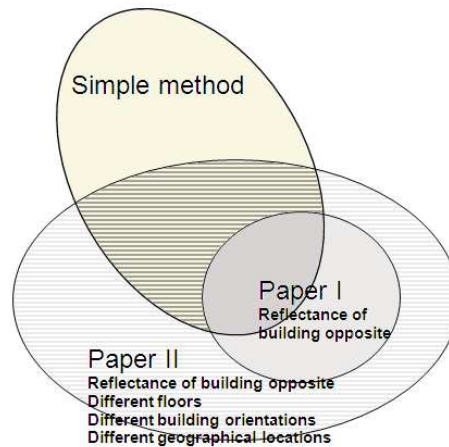 Simple method
Paper I
Reflectance of
building opposite
Paper II
Reflectance of building opposite
Different floors
Different building orientations
Different geographical locations